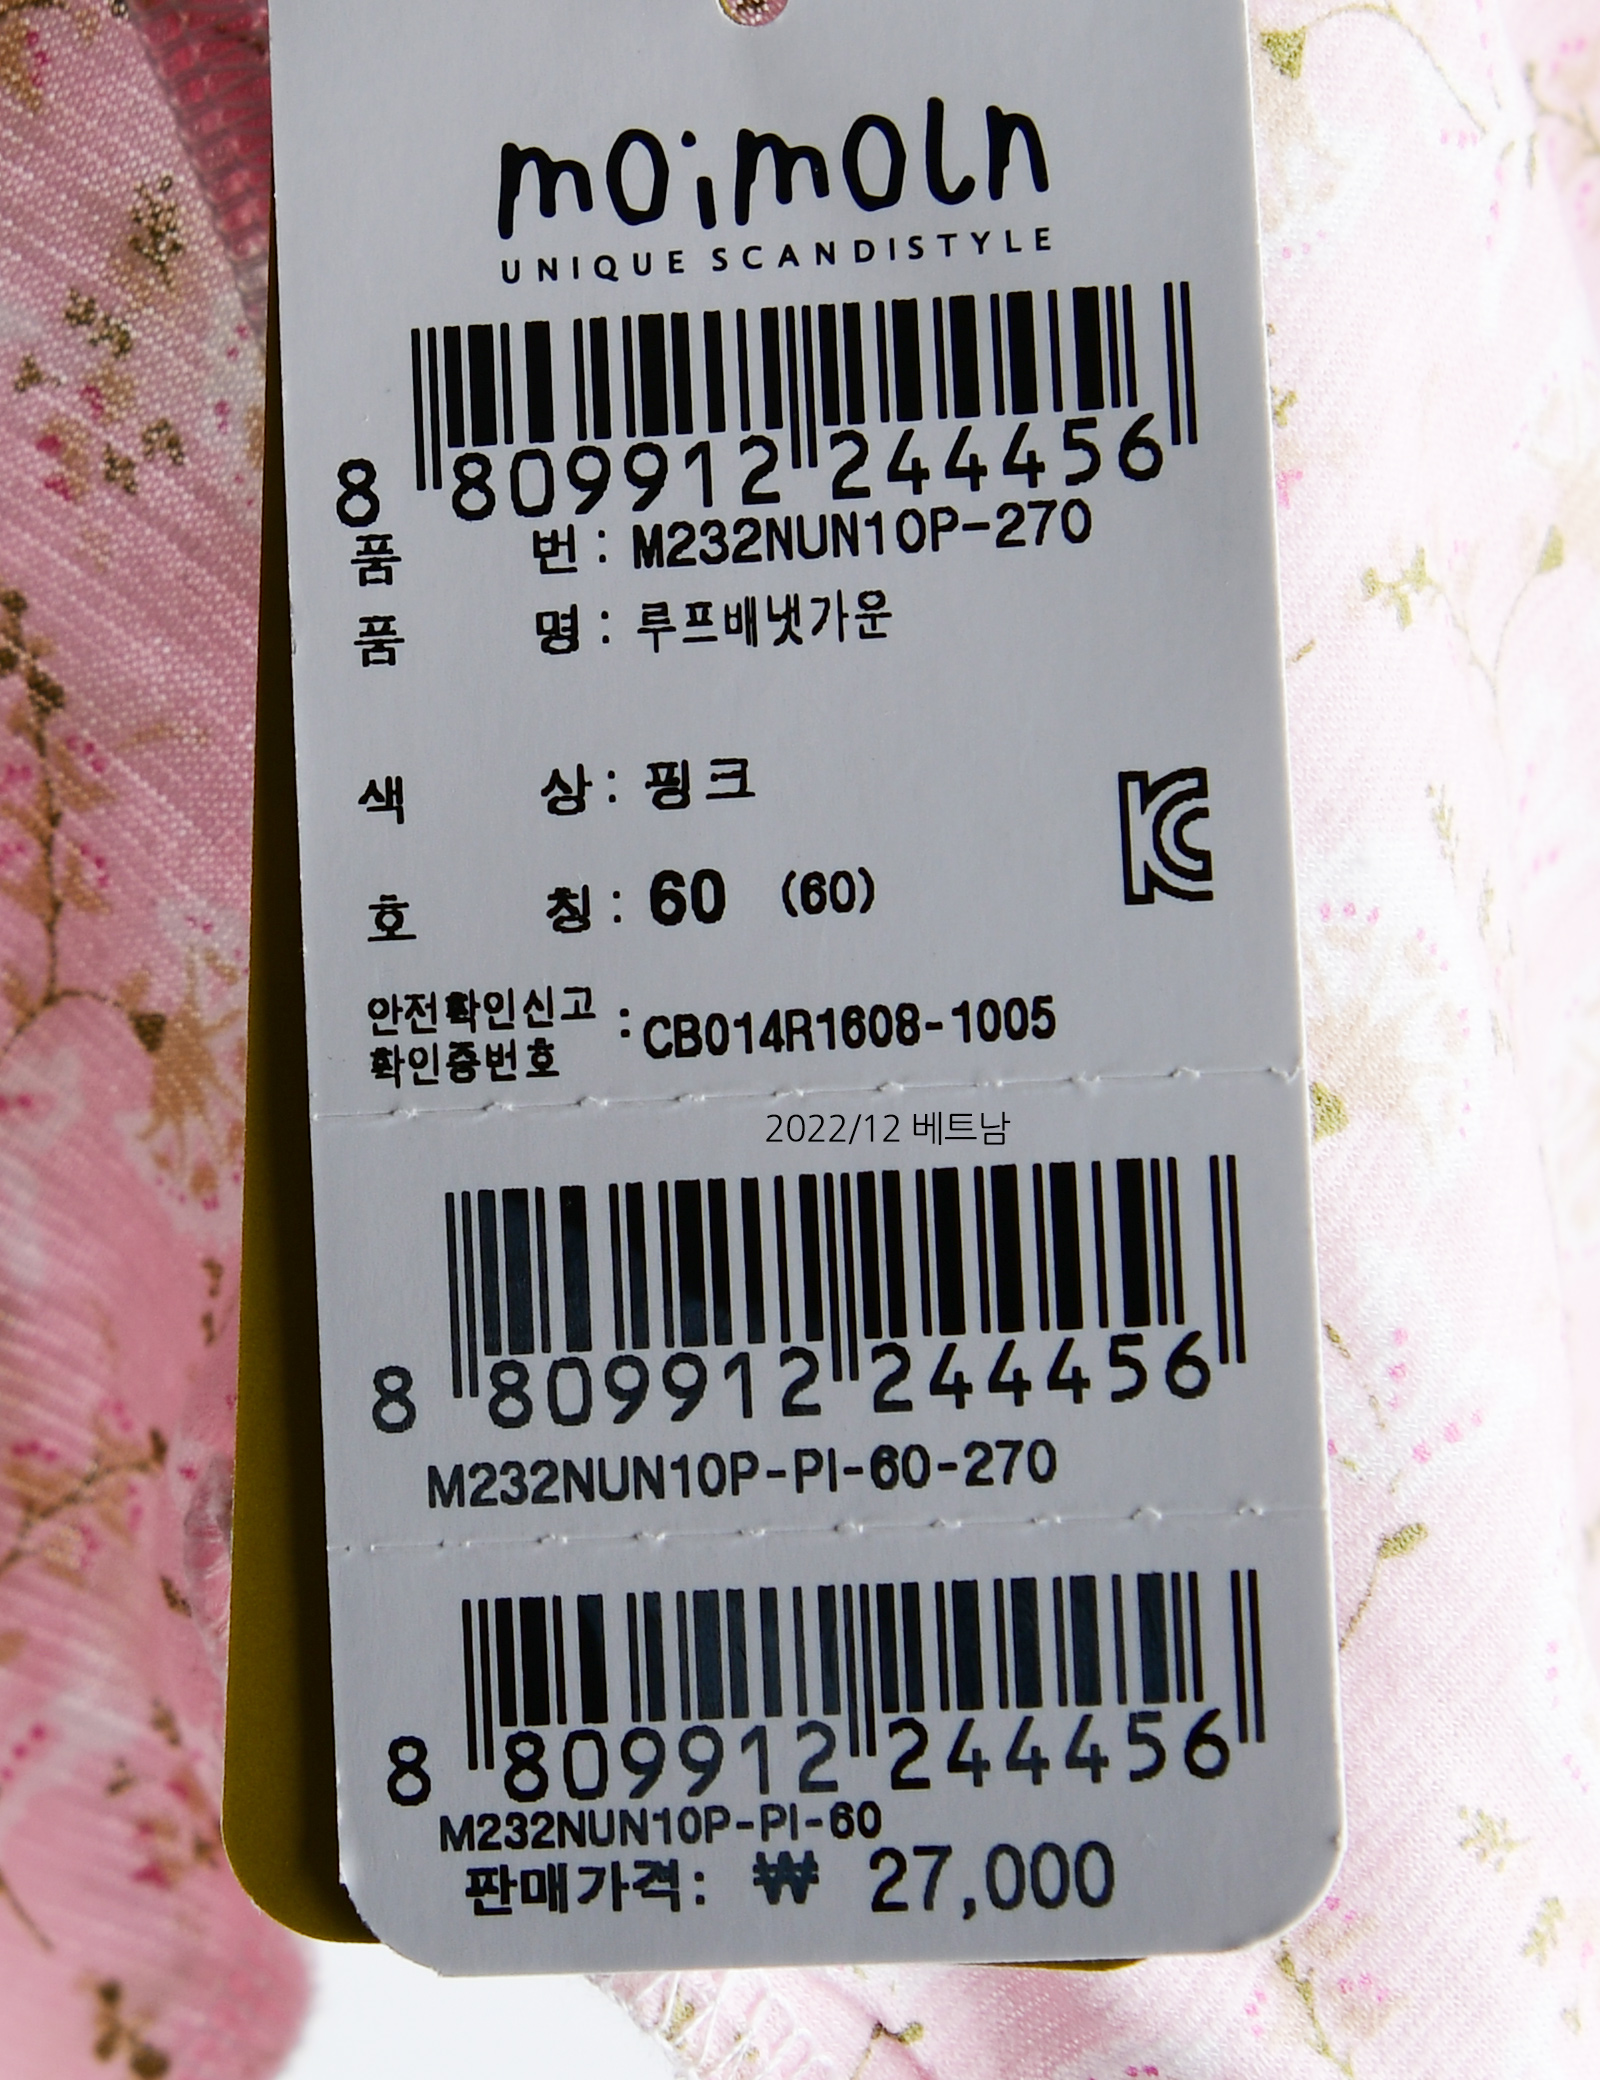 moimoln
UNIQUE SCANDISTYLE
8 809912 244456
품 번 : M232NUN10P-270
품 명 : 루프배냇가운
색 상 : 핑크
호 칭 : 60 (60)
KC
안전확인신고
확인증번호 : CB014R1608-1005
2022/12 베트남
8 809912 244456
M232NUN10P-PI-60-270
8 809912 244456
M232NUN10P-PI-60
판매가격: ₩ 27,000